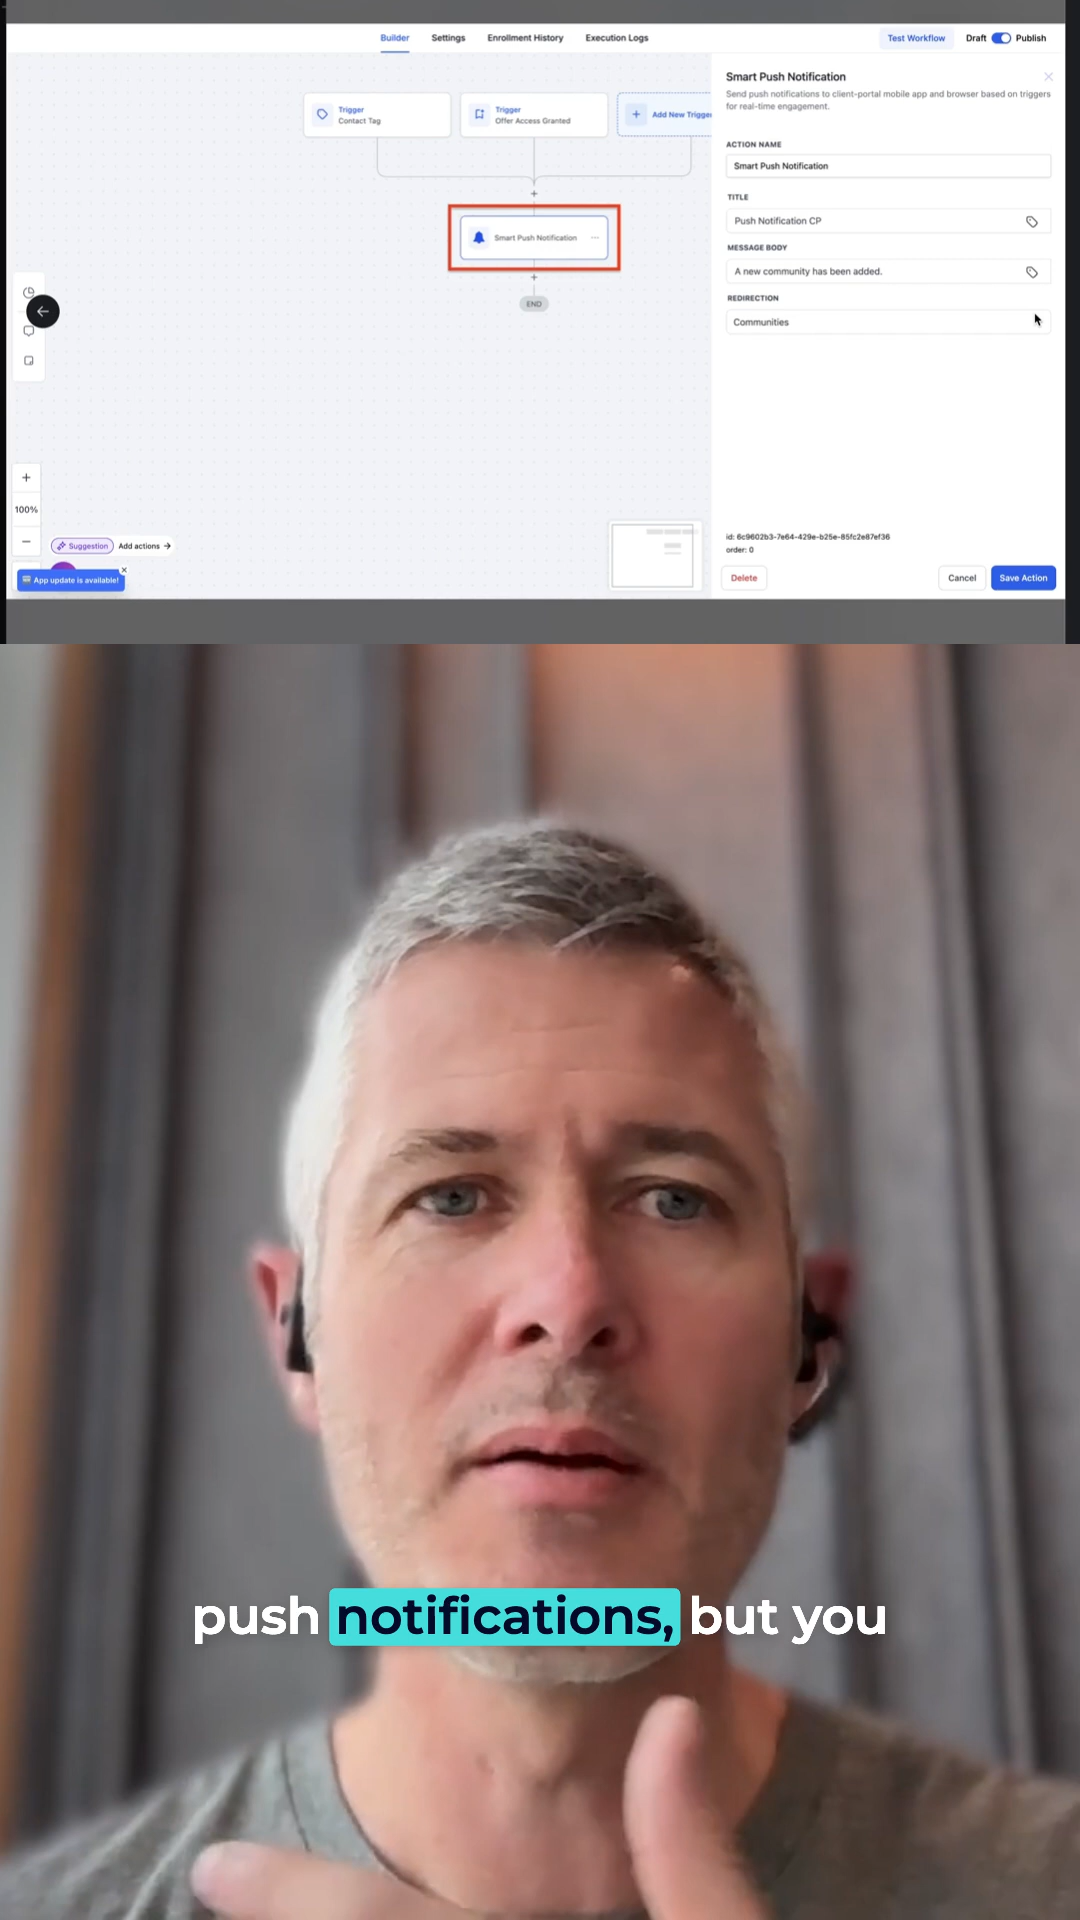 Builder Settings Enrollment History Execution Logs Test Workflow Draft Publish
Trigger
Contact Tag
Trigger
Offer Access Granted
Add New Trigger
Smart Push Notification
END
100%
Suggestion Add actions
App update is available!
Smart Push Notification
Send push notifications to client-portal mobile app and browser based on triggers
for real-time engagement.
ACTION NAME
Smart Push Notification
TITLE
Push Notification CP
MESSAGE BODY
A new community has been added.
REDIRECTION
Communities
id: 6c9602b3-7e64-429e-b25e-85fc2e87ef36
order: 0
Delete Cancel Save Action
push notifications, but you